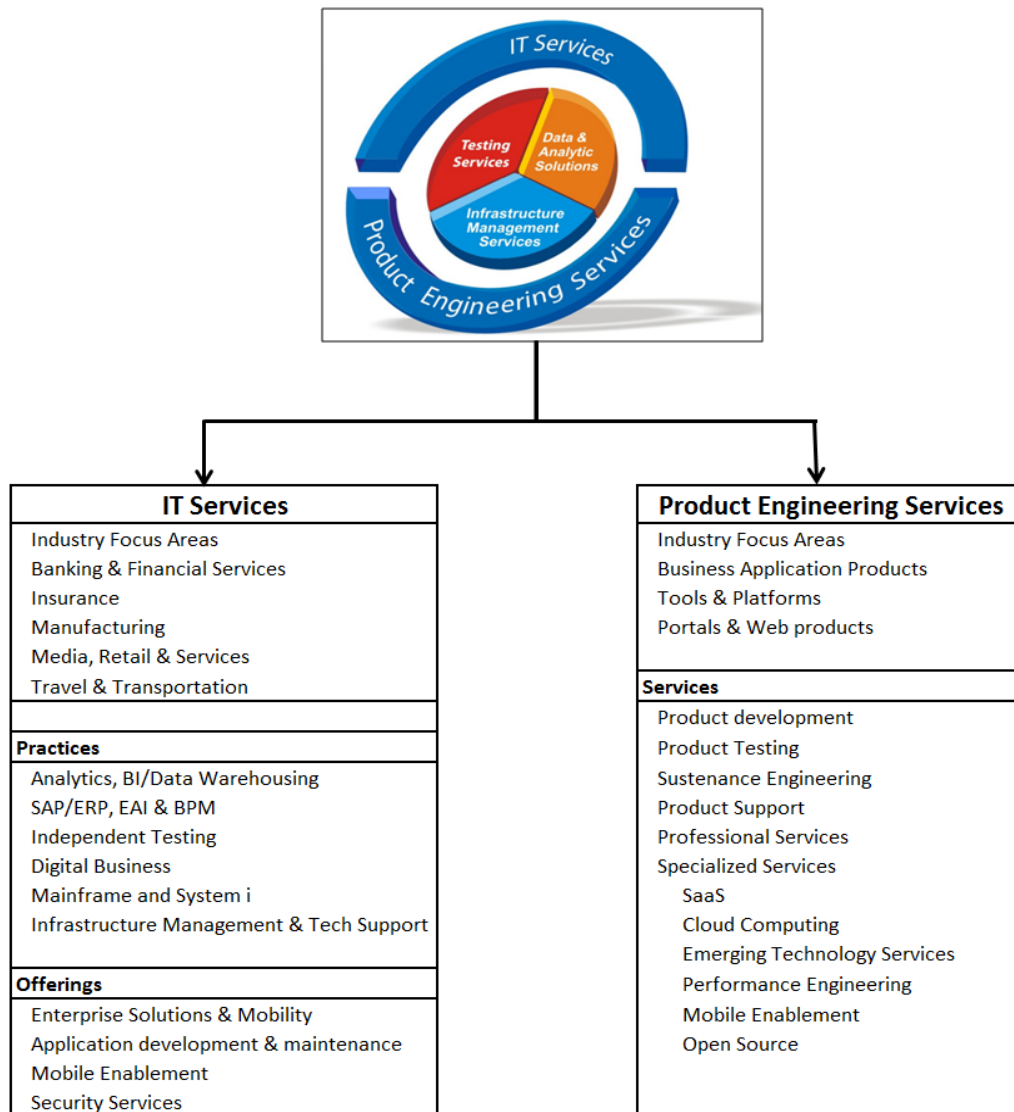 IT Services
Testing
Services
Data &
Analytic
Solutions
Infrastructure
Management
Services
Product Engineering Services
IT Services
Industry Focus Areas
Banking & Financial Services
Insurance
Manufacturing
Media, Retail & Services
Travel & Transportation
Practices
Analytics, BI/Data Warehousing
SAP/ERP, EAI & BPM
Independent Testing
Digital Business
Mainframe and System i
Infrastructure Management & Tech Support
Offerings
Enterprise Solutions & Mobility
Application development & maintenance
Mobile Enablement
Security Services
Product Engineering Services
Industry Focus Areas
Business Application Products
Tools & Platforms
Portals & Web products
Services
Product development
Product Testing
Sustenance Engineering
Product Support
Professional Services
Specialized Services
SaaS
Cloud Computing
Emerging Technology Services
Performance Engineering
Mobile Enablement
Open Source